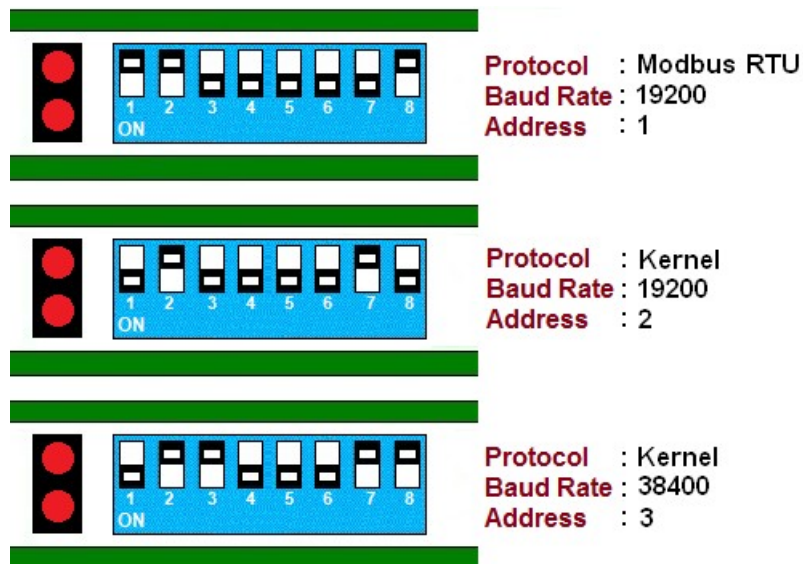 1 2 3 4 5 6 7 8
ON
Protocol : Modbus RTU
Baud Rate : 19200
Address : 1
1 2 3 4 5 6 7 8
ON
Protocol : Kernel
Baud Rate : 19200
Address : 2
1 2 3 4 5 6 7 8
ON
Protocol : Kernel
Baud Rate : 38400
Address : 3